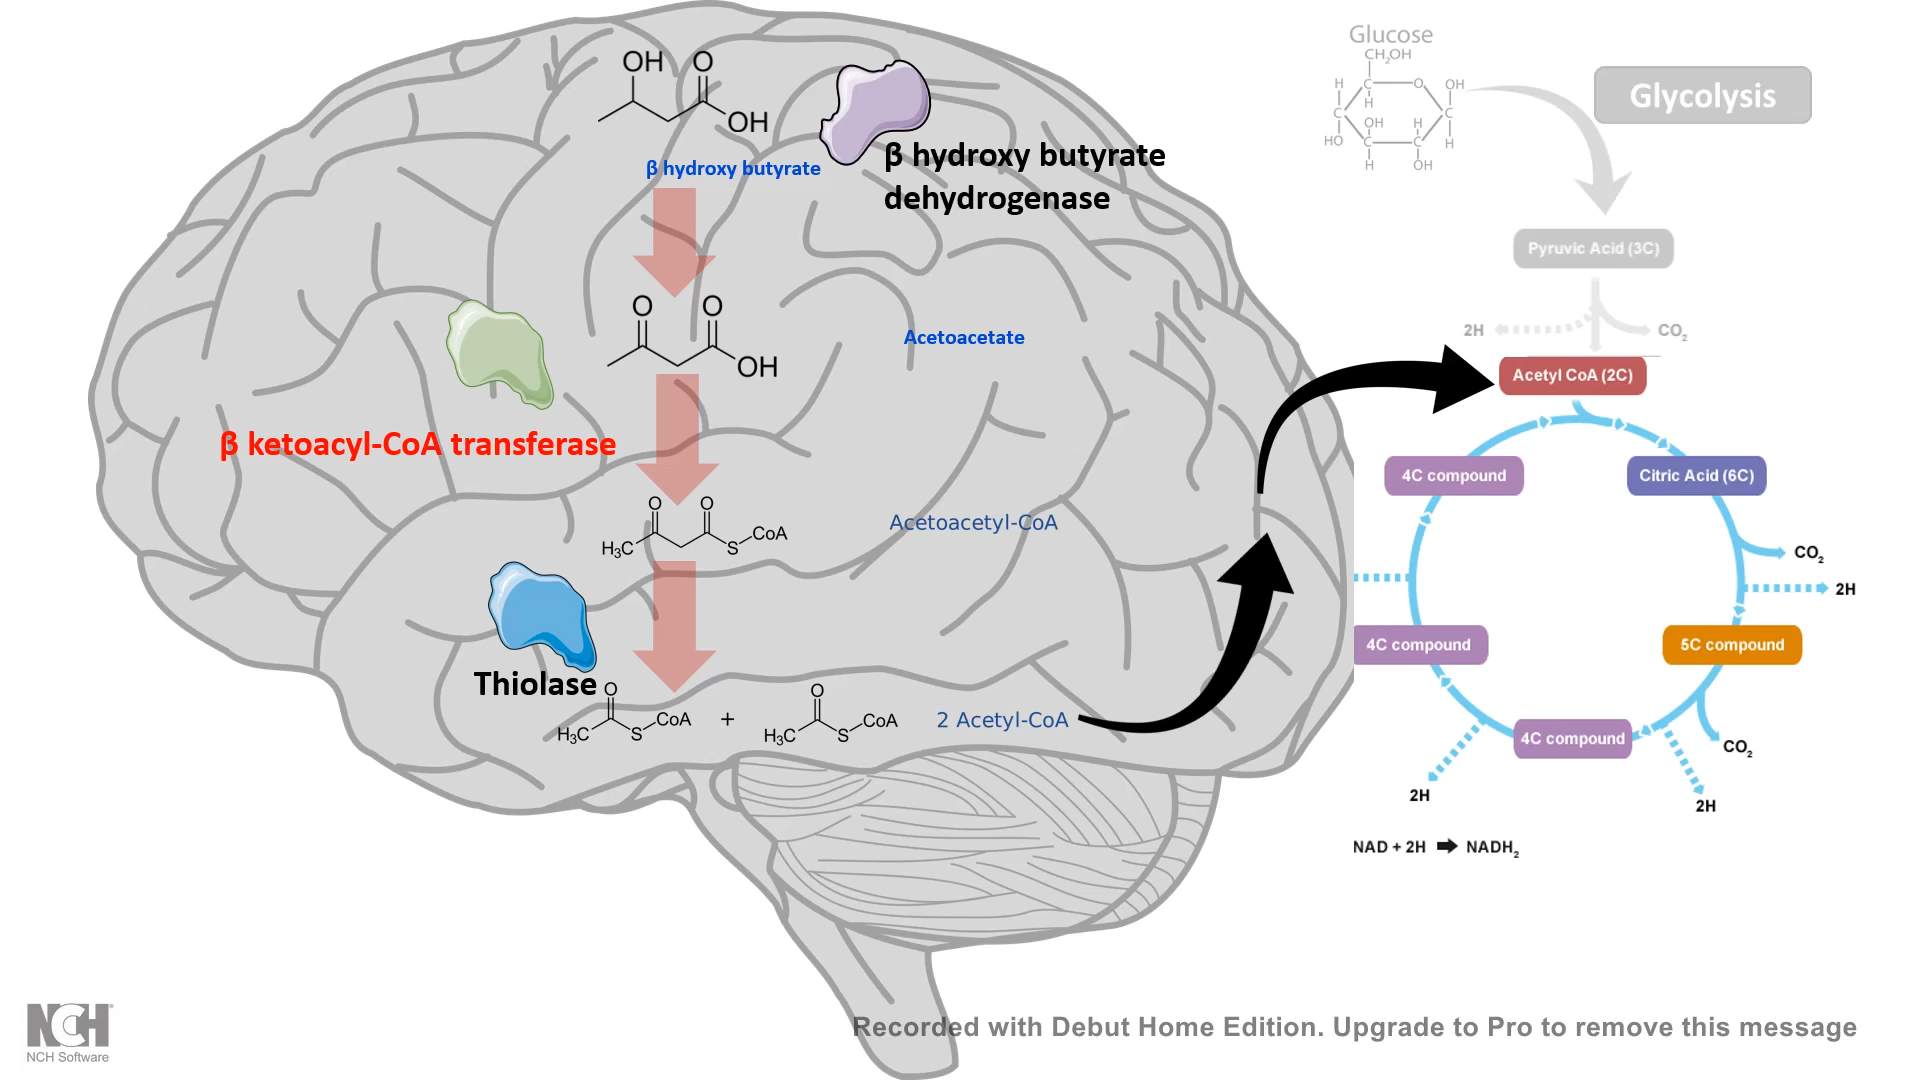 OH
O
OH
β hydroxy butyrate
β hydroxy butyrate
dehydrogenase
O
O
OH
Acetoacetate
β ketoacyl-CoA transferase
O
O
H₃C
S
CoA
Acetoacetyl-CoA
Thiolase
O
H₃C
S
CoA
+
O
H₃C
S
CoA
2 Acetyl-CoA
Glucose
CH₂OH
H
C
O
OH
H
C
C
OH
H
HO
C
C
H
H
OH
Glycolysis
Pyruvic Acid (3C)
2H
CO₂
Acetyl CoA (2C)
4C compound
Citric Acid (6C)
CO₂
2H
4C compound
5C compound
4C compound
CO₂
2H
2H
NAD + 2H ➡ NADH₂
NCH®
NCH Software
Recorded with Debut Home Edition. Upgrade to Pro to remove this message